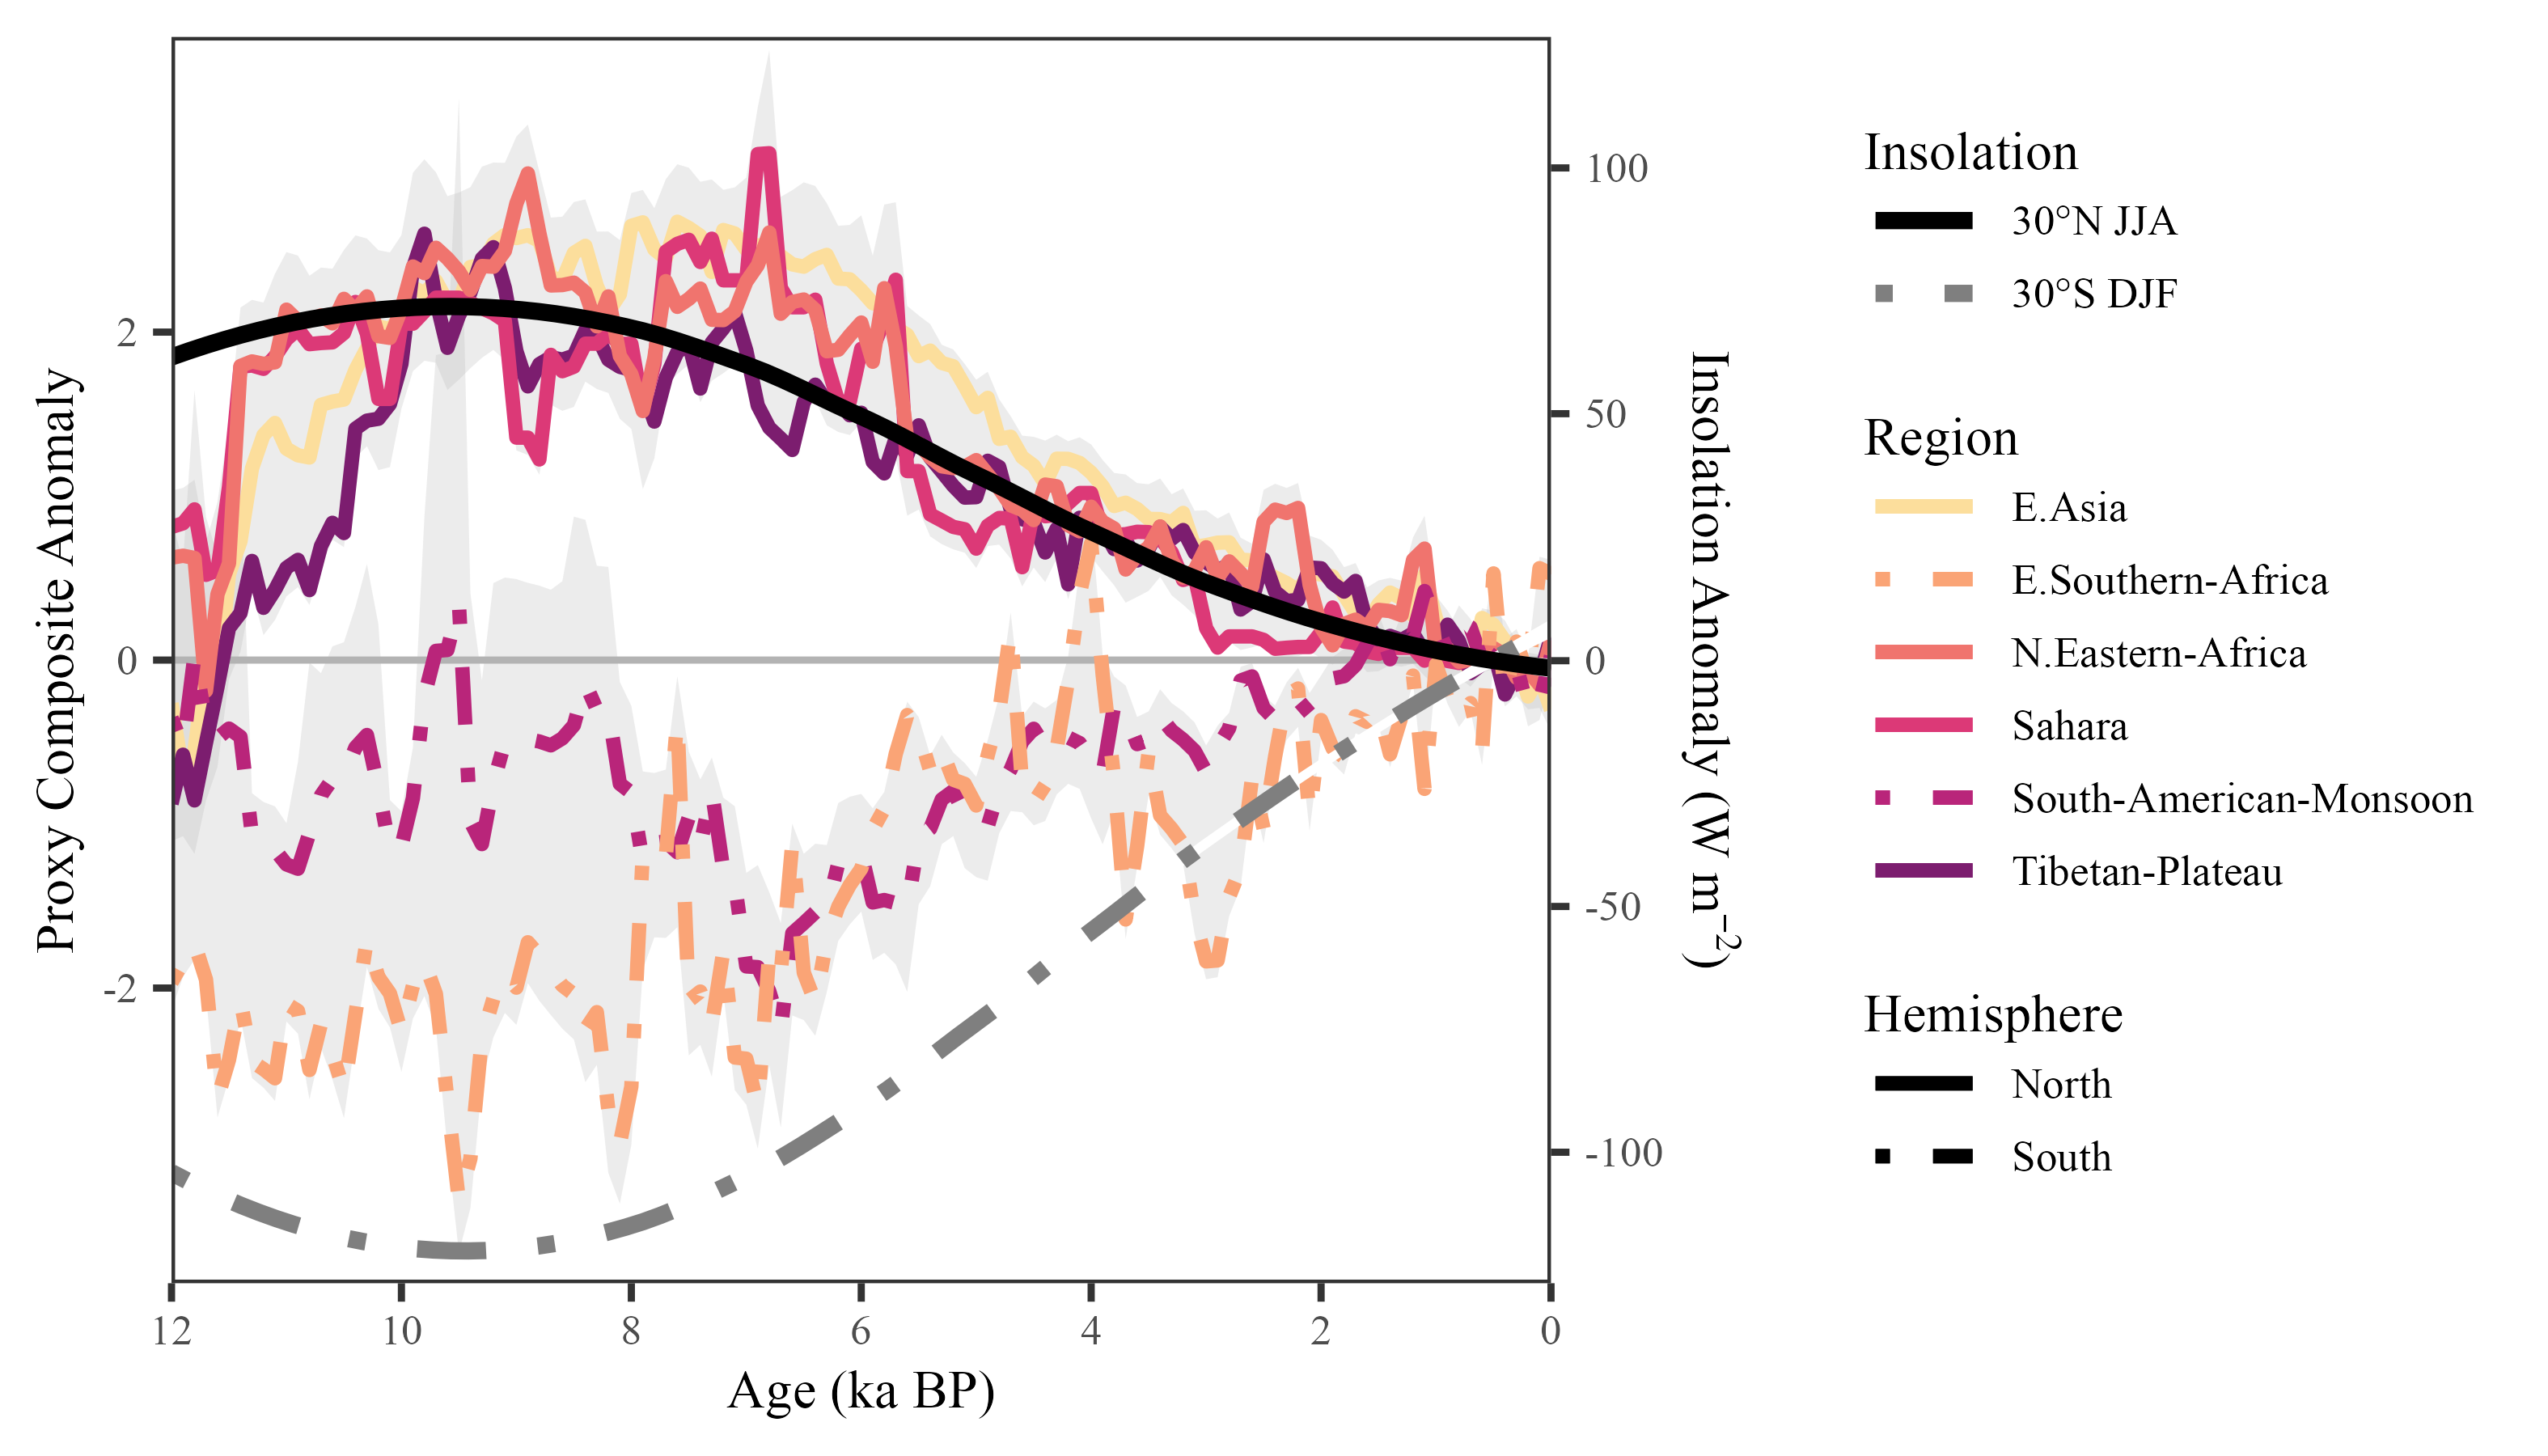 Proxy Composite Anomaly
2
0
-2
100
50
0
-50
-100
Insolation Anomaly (W m⁻²)
12
10
8
6
4
2
0
Age (ka BP)
Insolation
30°N JJA
30°S DJF
Region
E.Asia
E.Southern-Africa
N.Eastern-Africa
Sahara
South-American-Monsoon
Tibetan-Plateau
Hemisphere
North
South